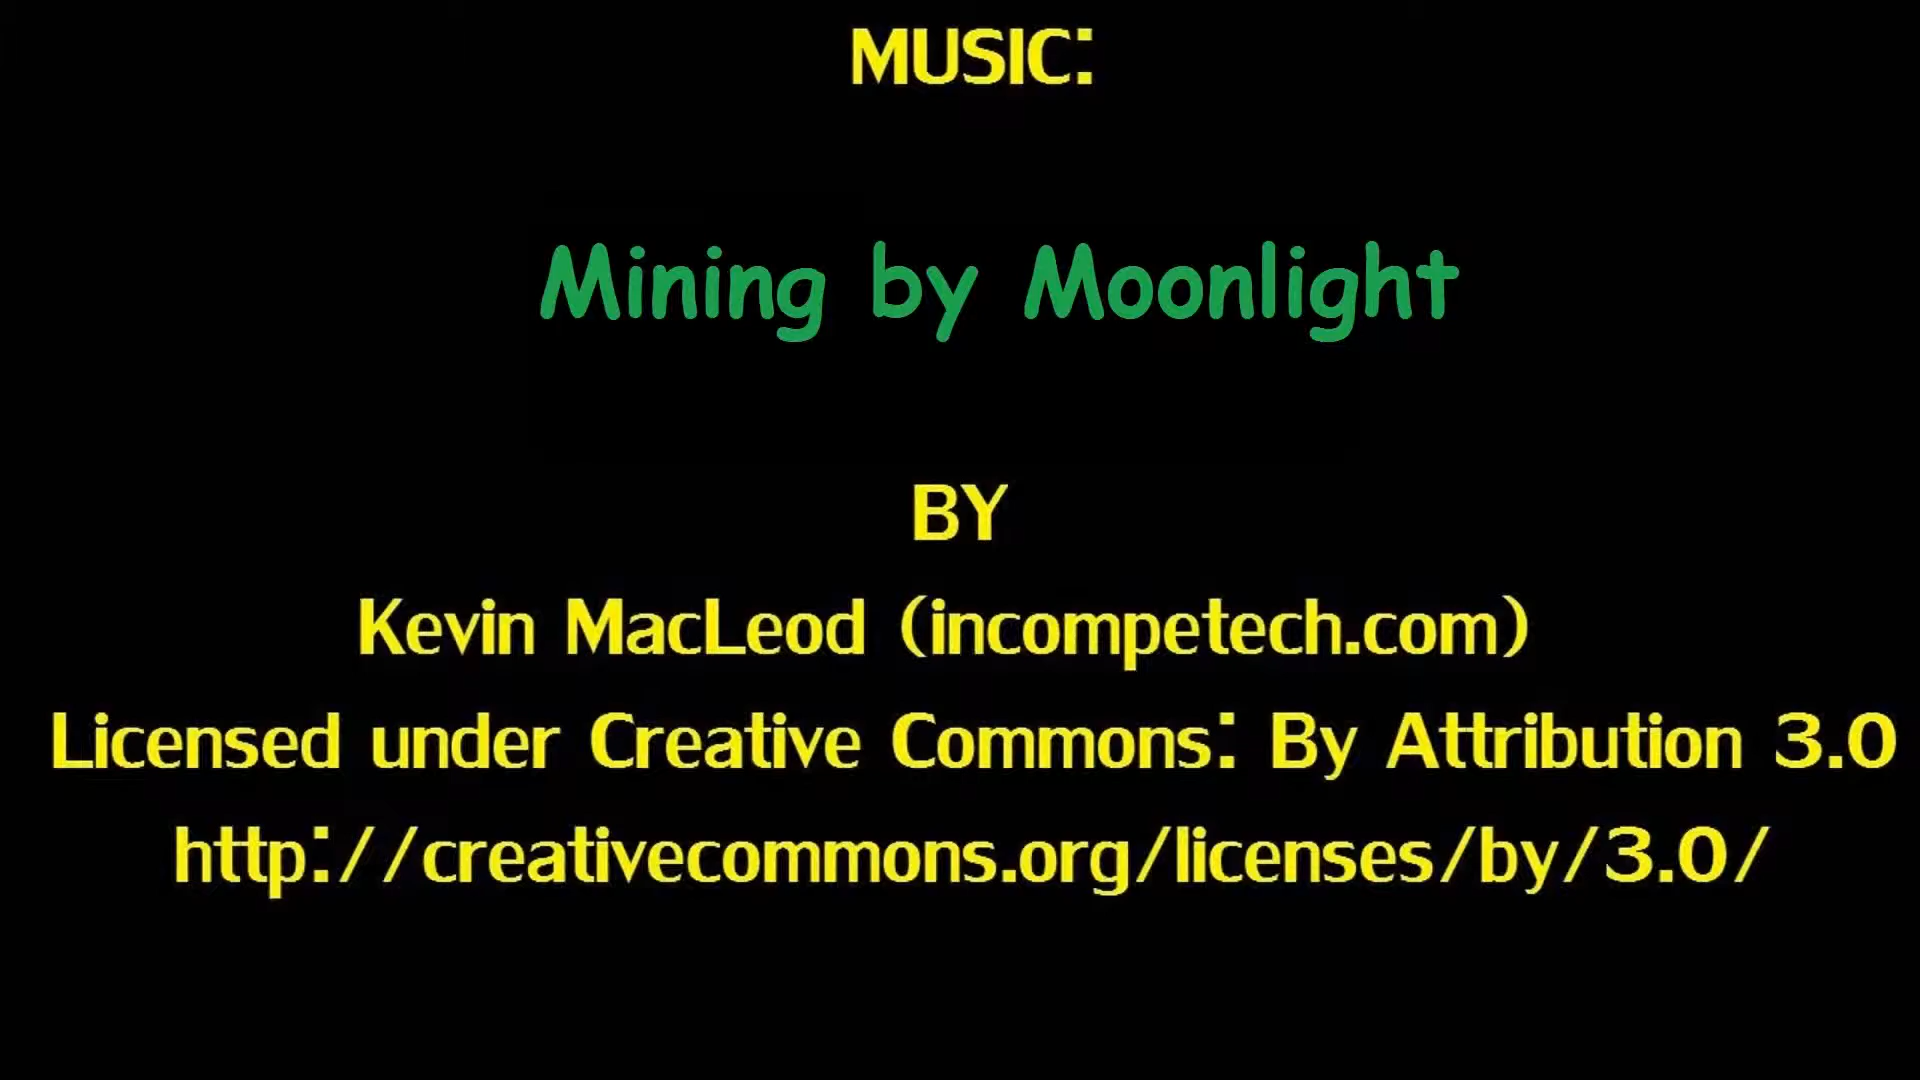 MUSIC:
Mining by Moonlight
BY
Kevin MacLeod (incompetech.com)
Licensed under Creative Commons: By Attribution 3.0
http://creativecommons.org/licenses/by/3.0/